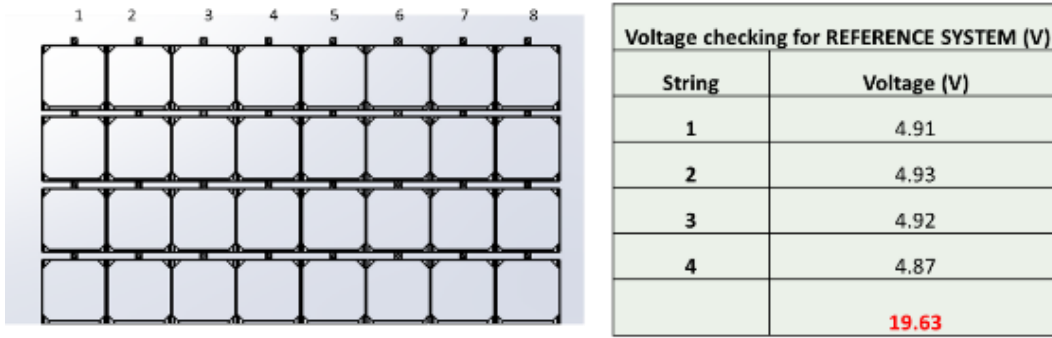 1 2 3 4 5 6 7 8
Voltage checking for REFERENCE SYSTEM (V)
String Voltage (V)
1 4.91
2 4.93
3 4.92
4 4.87
19.63